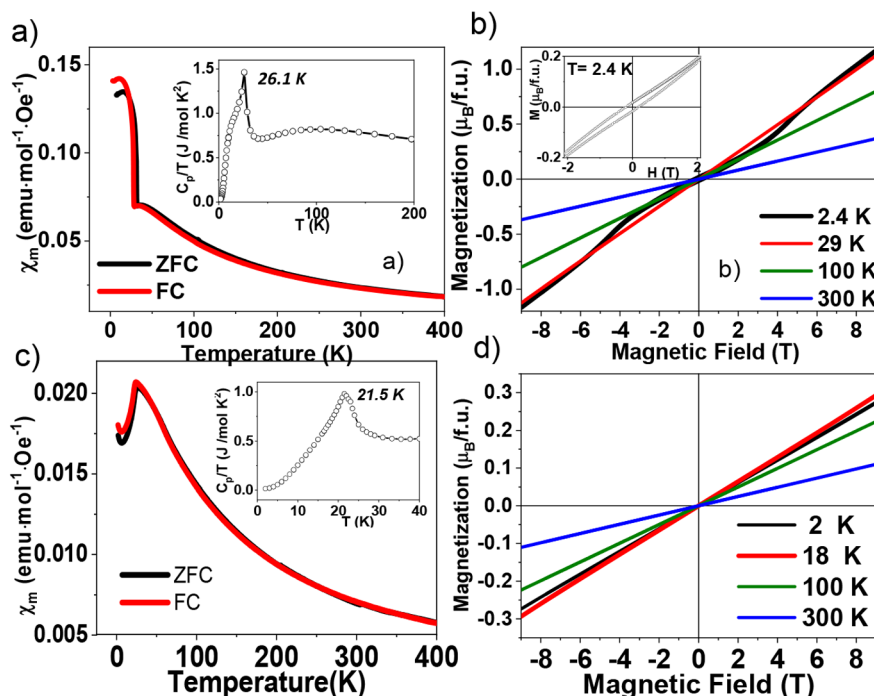 a)
χm (emu·mol⁻¹·Oe⁻¹)
0.15
0.10
0.05
0 100 200 300 400
Temperature (K)
ZFC
FC
a)
26.1 K
Cp/T (J /mol K²)
1.5
1.0
0.5
0.0
0 100 200
T (K)
b)
Magnetization (μB/f.u.)
1.0
0.5
0.0
-0.5
-1.0
-8 -6 -4 -2 0 2 4 6 8
Magnetic Field (T)
T= 2.4 K
M (μB/f.u.)
0.2
0.0
-0.2
-2 0 2
H (T)
2.4 K
29 K
100 K
300 K
b)
c)
χm (emu·mol⁻¹·Oe⁻¹)
0.020
0.015
0.010
0.005
0 100 200 300 400
Temperature(K)
ZFC
FC
21.5 K
Cp/T (J /mol K²)
1.0
0.5
0.0
0 10 20 30 40
T (K)
d)
Magnetization (μB/f.u.)
0.3
0.2
0.1
0.0
-0.1
-0.2
-0.3
-8 -6 -4 -2 0 2 4 6 8
Magnetic Field (T)
2 K
18 K
100 K
300 K